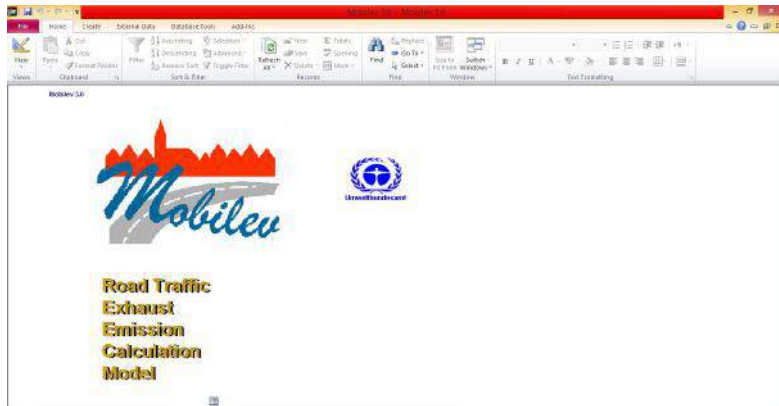 Mobilev 3.0 - Mobilev 3.0
File Home Create External Data Database Tools Add-Ins
View Paste Cut Copy Format Painter Filter Ascending Descending Remove Sort Selection Advanced Toggle Filter Refresh All New Save Delete Totals Spelling More Find Replace Go To Select Size to Fit Form Switch Windows B I U A
Views Clipboard Sort & Filter Records Find Window Text Formatting
Mobilev 3.0
Mobilev
Umweltbundesamt
Road Traffic
Exhaust
Emission
Calculation
Model